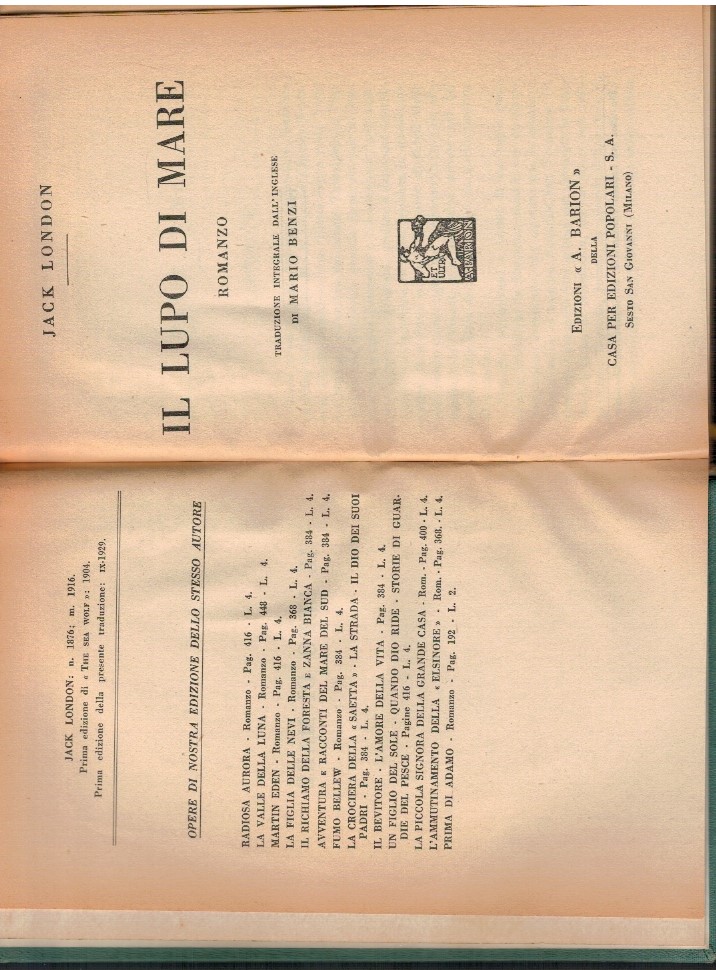 JACK LONDON: n. 1876; m. 1916.
Prima edizione di « THE SEA WOLF »: 1904.
Prima edizione della presente traduzione: IX-1929.
OPERE DI NOSTRA EDIZIONE DELLO STESSO AUTORE
RADIOSA AURORA - Romanzo - Pag. 416 - L. 4.
LA VALLE DELLA LUNA - Romanzo - Pag. 448 - L. 4.
MARTIN EDEN - Romanzo - Pag. 416 - L. 4.
LA FIGLIA DELLE NEVI - Romanzo - Pag. 368 - L. 4.
IL RICHIAMO DELLA FORESTA E ZANNA BIANCA - Pag. 384 - L. 4.
AVVENTURA E RACCONTI DEL MARE DEL SUD - Pag. 384 - L. 4.
FUMO BELLEW - Romanzo - Pag. 384 - L. 4.
LA CROCIERA DELLA « SAETTA » - LA STRADA - IL DIO DEI SUOI
PADRI - Pag. 384 - L. 4.
IL BEVITORE - L'AMORE DELLA VITA - Pag. 384 - L. 4.
UN FIGLIO DEL SOLE - QUANDO DIO RIDE - STORIE DI GUAR-
DIE DEL PESCE - Pagine 416 - L. 4.
LA PICCOLA SIGNORA DELLA GRANDE CASA - Rom. - Pag. 400 - L. 4.
L'AMMUTINAMENTO DELLA « ELSINORE » - Rom. - Pag. 368. - L. 4.
PRIMA DI ADAMO - Romanzo - Pag. 192 - L. 2.
JACK LONDON
IL LUPO DI MARE
ROMANZO
TRADUZIONE INTEGRALE DALL'INGLESE
DI MARIO BENZI
ET
ULTRA
A. BARION
EDIZIONI « A. BARION »
DELLA
CASA PER EDIZIONI POPOLARI - S. A.
SESTO SAN GIOVANNI (MILANO)